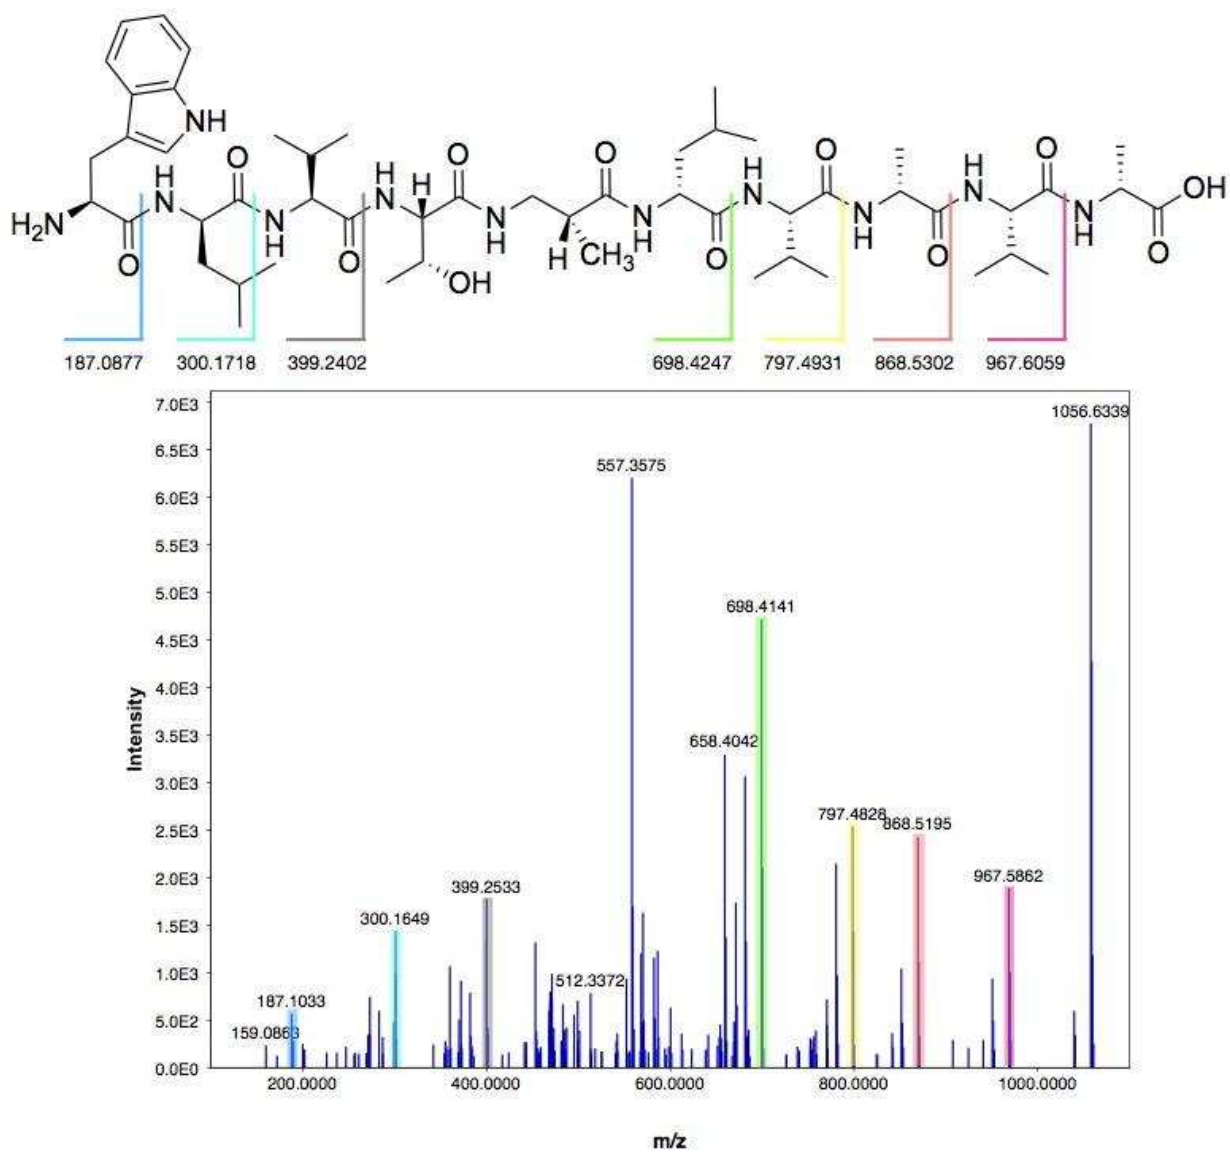 NH
H
N
O
H
N
H
O
H
N
O
H
N
O
H2N
O
N
H
O
N
H
OH
H
CH3
N
H
O
N
H
O
N
H
O
OH
187.0877 300.1718 399.2402 698.4247 797.4931 868.5302 967.6059
7.0E3
6.5E3
6.0E3
5.5E3
5.0E3
4.5E3
4.0E3
3.5E3
3.0E3
2.5E3
2.0E3
1.5E3
1.0E3
5.0E2
0.0E0
Intensity
1056.6339
557.3575
698.4141
658.4042
797.4828
868.5195
399.2533
967.5862
300.1649
512.3372
187.1033
159.0863
200.0000 400.0000 600.0000 800.0000 1000.0000
m/z